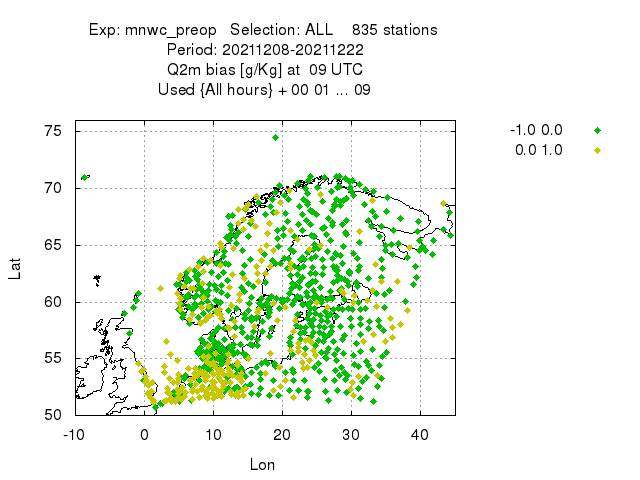 Exp: mnwc_preop   Selection: ALL    835 stations
Period: 20211208-20211222
Q2m bias [g/Kg] at  09 UTC
Used {All hours} + 00 01 ... 09
-1.0 0.0
0.0 1.0
75
70
65
60
55
50
Lat
-10 0 10 20 30 40
Lon